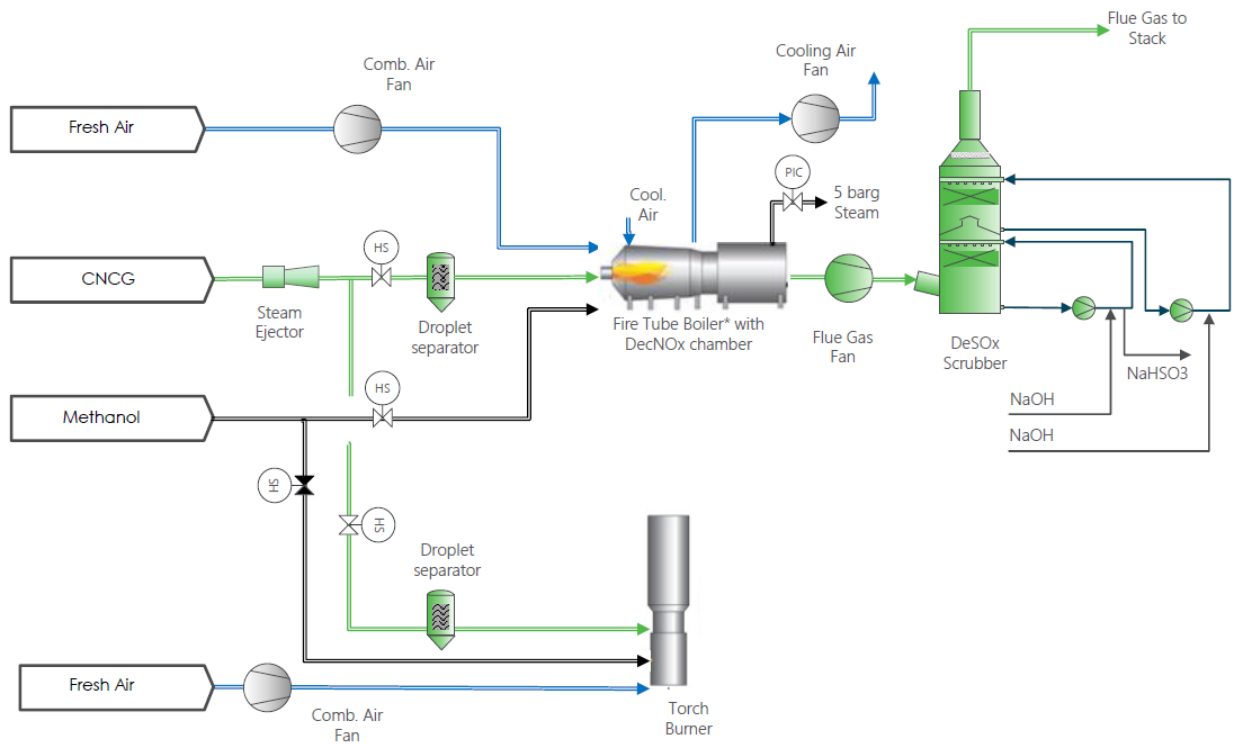 Flue Gas to
Stack
Comb. Air
Fan
Cooling Air
Fan
Fresh Air
PIC
5 barg
Steam
Cool.
Air
HS
CNCG
Steam
Ejector
Droplet
separator
Fire Tube Boiler* with
DecNOx chamber
Flue Gas
Fan
DeSOx
Scrubber
NaHSO3
HS
Methanol
NaOH
NaOH
HS
HS
Droplet
separator
Fresh Air
Comb. Air
Fan
Torch
Burner